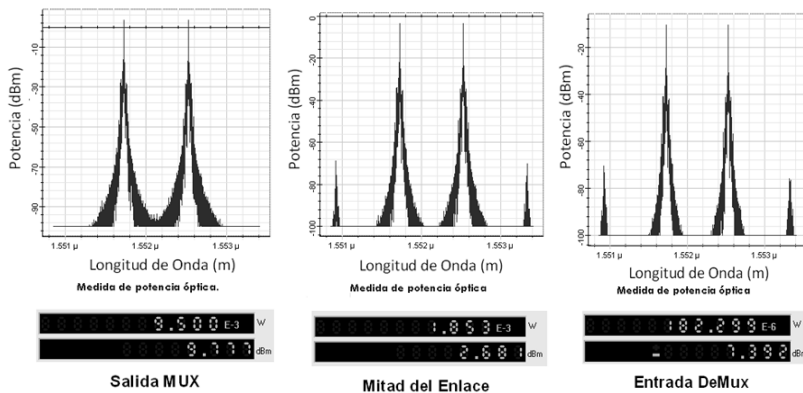 Potencia (dBm)
-10
-30
-50
-70
-90
1.551 µ
1.552 µ
1.553 µ
Longitud de Onda (m)
Medida de potencia óptica.
9.500 E-3 W
9.777 dBm
Salida MUX
Potencia (dBm)
0
-20
-40
-60
-80
-100
1.551 µ
1.552 µ
1.553 µ
Longitud de Onda (m)
Medida de potencia óptica
1.853 E-3 W
2.681 dBm
Mitad del Enlace
Potencia (dBm)
0
-20
-40
-60
-80
-100
1.551 µ
1.552 µ
1.553 µ
Longitud de Onda (m)
Medida de potencia óptica
182.299 E-6 W
- 7.392 dBm
Entrada DeMux